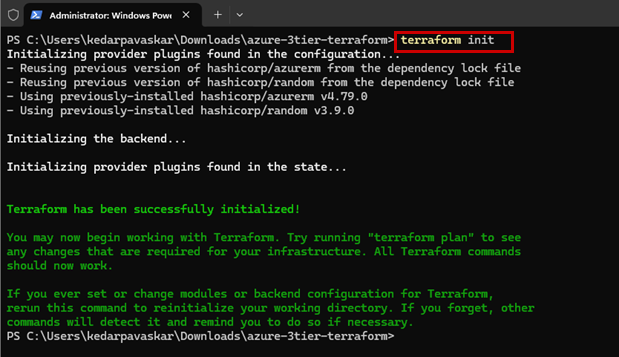 Administrator: Windows Pow
PS C:\Users\kedarpavaskar\Downloads\azure-3tier-terraform> terraform init
Initializing provider plugins found in the configuration...
- Reusing previous version of hashicorp/azurerm from the dependency lock file
- Reusing previous version of hashicorp/random from the dependency lock file
- Using previously-installed hashicorp/azurerm v4.79.0
- Using previously-installed hashicorp/random v3.9.0
Initializing the backend...
Initializing provider plugins found in the state...
Terraform has been successfully initialized!
You may now begin working with Terraform. Try running "terraform plan" to see
any changes that are required for your infrastructure. All Terraform commands
should now work.
If you ever set or change modules or backend configuration for Terraform,
rerun this command to reinitialize your working directory. If you forget, other
commands will detect it and remind you to do so if necessary.
PS C:\Users\kedarpavaskar\Downloads\azure-3tier-terraform>